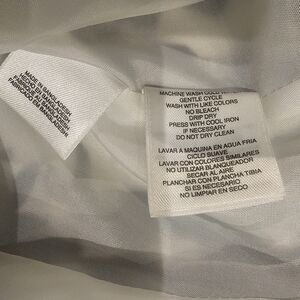 MADE IN BANGLADESH
FABRIQUÉ AU BANGLADESH
HECHO EN BANGLADESH
FABRICADO EN BANGLADESH
MACHINE WASH COLD
GENTLE CYCLE
WASH WITH LIKE COLORS
NO BLEACH
DRIP DRY
PRESS WITH COOL IRON
IF NECESSARY
DO NOT DRY CLEAN
LAVAR A MAQUINA EN AGUA FRIA
CICLO SUAVE
LAVAR CON COLORES SIMILARES
NO UTILIZAR BLANQUEADOR
SECAR AL AIRE
PLANCHAR CON PLANCHA TIBIA
SI ES NECESARIO
NO LIMPIAR EN SECO